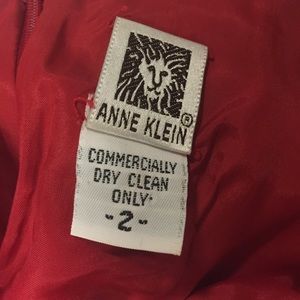 ANNE KLEIN®
COMMERCIALLY
DRY CLEAN
ONLY
-2-